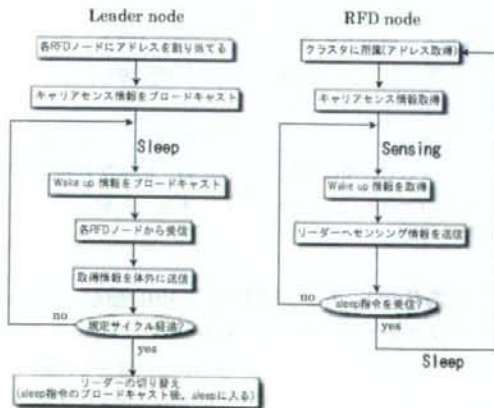 Leader node
各RFDノードにアドレスを割り当てる
キャリアセンス情報をブロードキャスト
Sleep
Wake up 情報をブロードキャスト
各RFDノードから受信
取得情報を体外に送信
no
規定サイクル経過?
yes
リーダーの切り替え
(sleep指令のブロードキャスト後、sleepに入る)
RFD node
クラスタに所属(アドレス取得)
キャリアセンス情報取得
Sensing
Wake up 情報を取得
リーダーへセンシング情報を送信
no
sleep指令を受信?
yes
Sleep